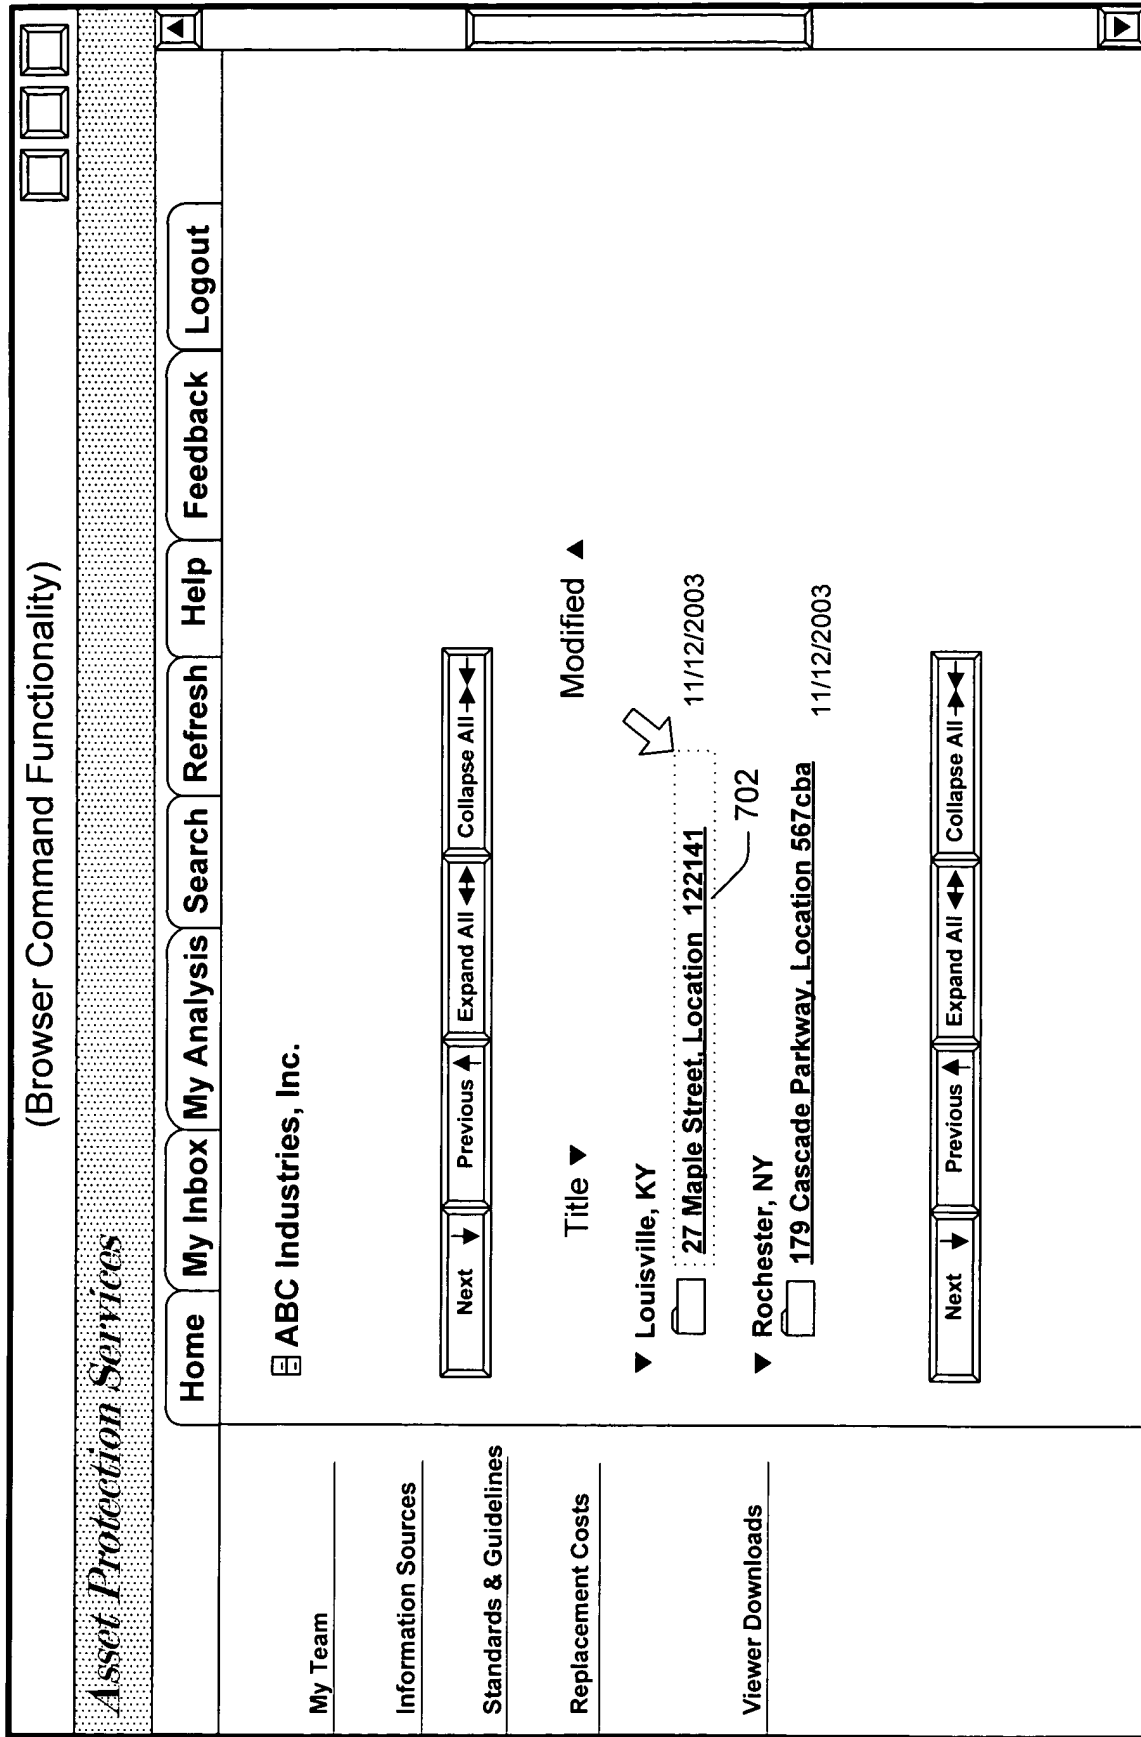 (Browser Command Functionality)
Asset Protection Services
Home My Inbox My Analysis Search Refresh Help Feedback Logout
My Team
Information Sources
Standards & Guidelines
Replacement Costs
Viewer Downloads
ABC Industries, Inc.
Next Previous Expand All Collapse All
Title Modified
Louisville, KY
27 Maple Street, Location 122141 11/12/2003
702
Rochester, NY
179 Cascade Parkway, Location 567cba 11/12/2003
Next Previous Expand All Collapse All